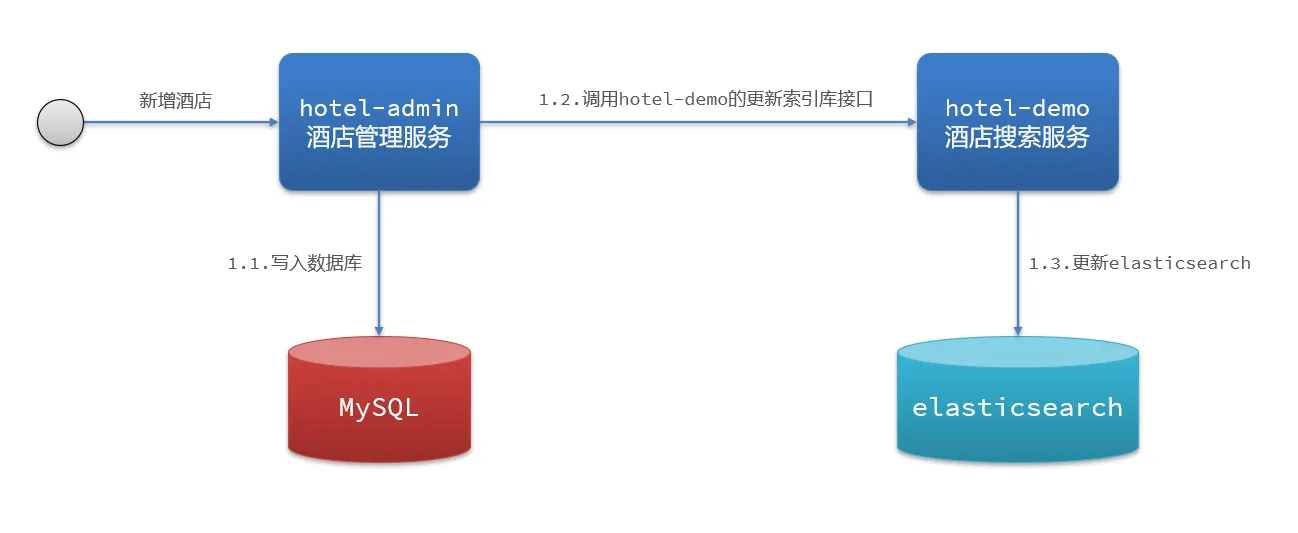 新增酒店
hotel-admin
酒店管理服务
1.2.调用hotel-demo的更新索引库接口
hotel-demo
酒店搜索服务
1.1.写入数据库
1.3.更新elasticsearch
MySQL
elasticsearch